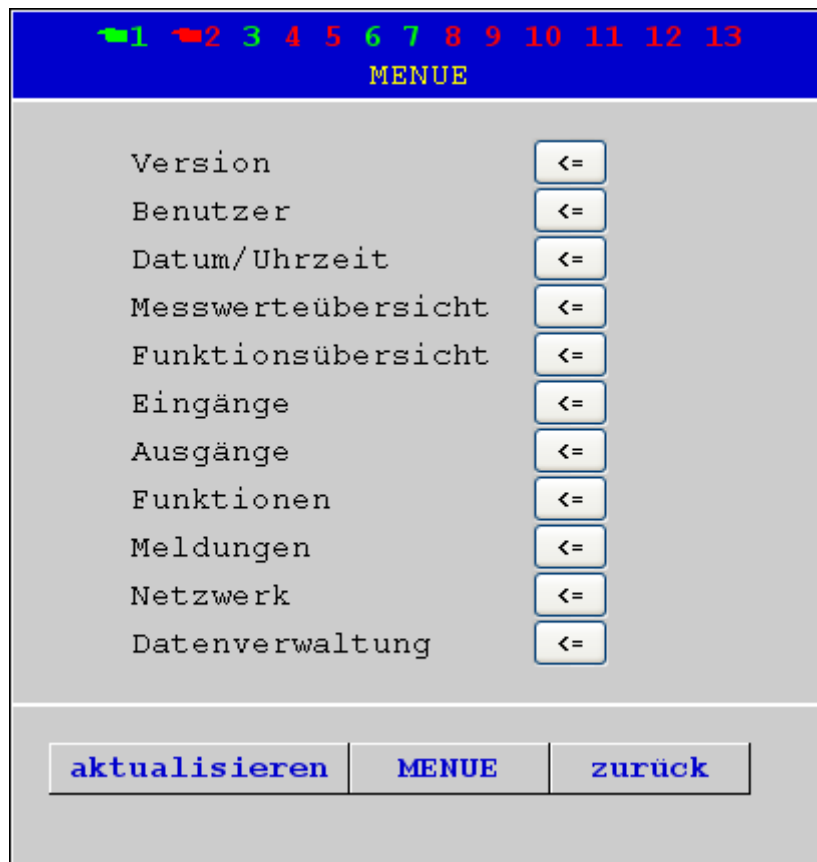 1 2 3 4 5 6 7 8 9 10 11 12 13
MENUE
Version <=
Benutzer <=
Datum/Uhrzeit <=
Messwerteübersicht <=
Funktionsübersicht <=
Eingänge <=
Ausgänge <=
Funktionen <=
Meldungen <=
Netzwerk <=
Datenverwaltung <=
aktualisieren MENUE zurück